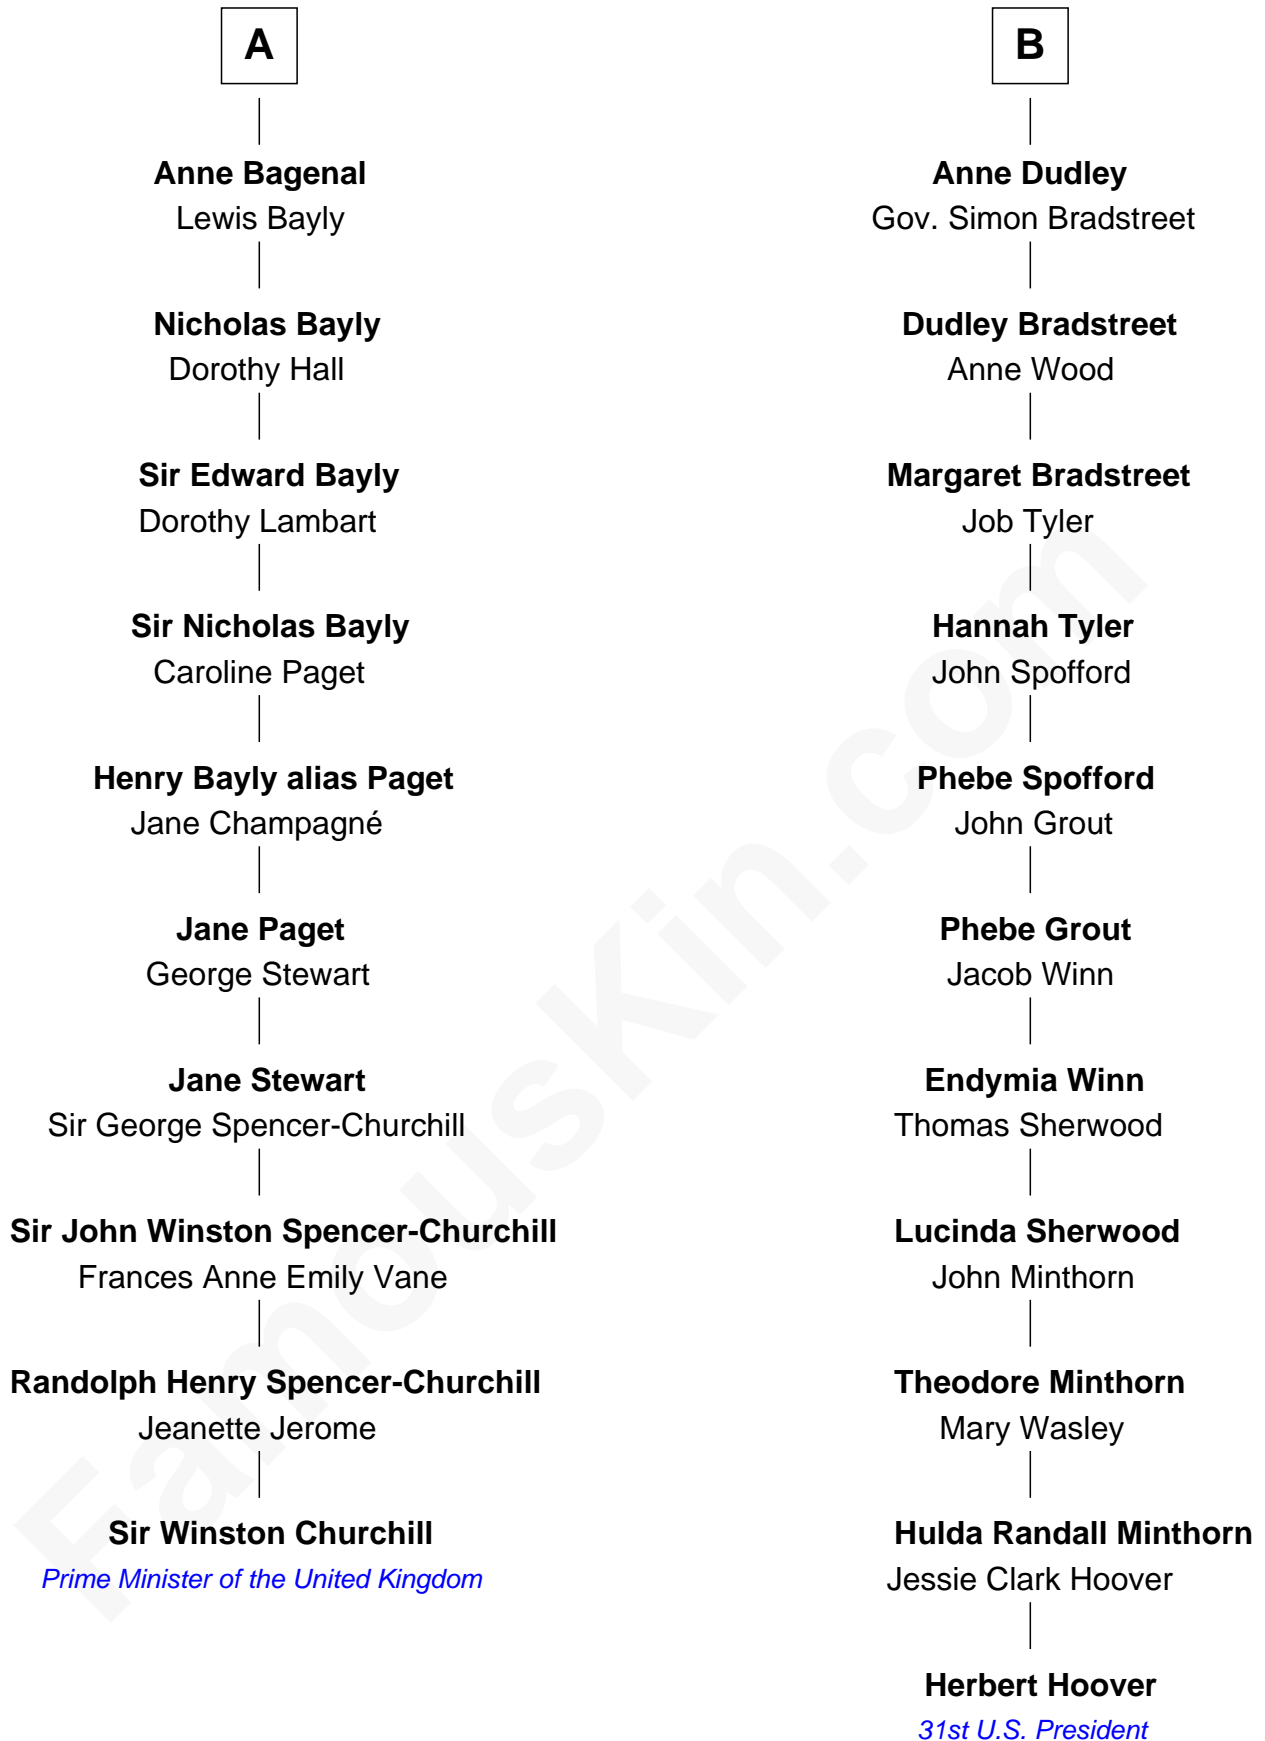 A
Anne Bagenal
Lewis Bayly
Nicholas Bayly
Dorothy Hall
Sir Edward Bayly
Dorothy Lambart
Sir Nicholas Bayly
Caroline Paget
Henry Bayly alias Paget
Jane Champagné
Jane Paget
George Stewart
Jane Stewart
Sir George Spencer-Churchill
Sir John Winston Spencer-Churchill
Frances Anne Emily Vane
Randolph Henry Spencer-Churchill
Jeanette Jerome
Sir Winston Churchill
Prime Minister of the United Kingdom
B
Anne Dudley
Gov. Simon Bradstreet
Dudley Bradstreet
Anne Wood
Margaret Bradstreet
Job Tyler
Hannah Tyler
John Spofford
Phebe Spofford
John Grout
Phebe Grout
Jacob Winn
Endymia Winn
Thomas Sherwood
Lucinda Sherwood
John Minthorn
Theodore Minthorn
Mary Wasley
Hulda Randall Minthorn
Jessie Clark Hoover
Herbert Hoover
31st U.S. President
FamousKin.com